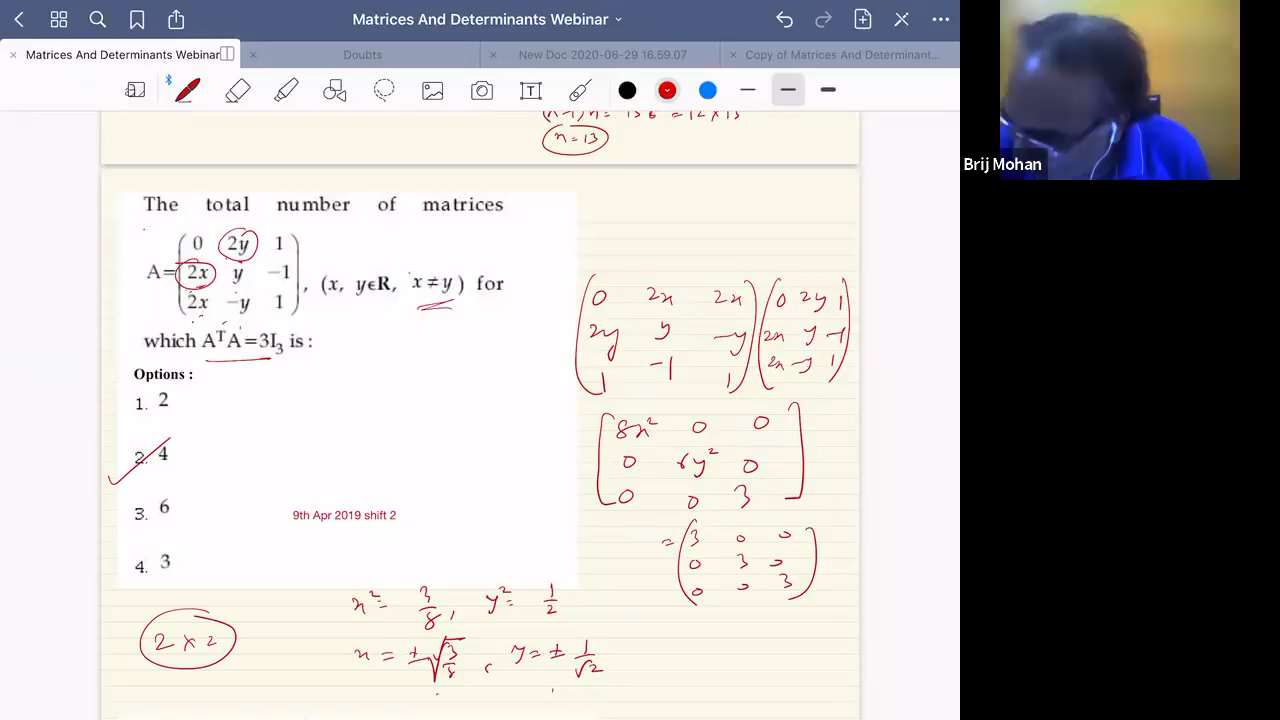 Matrices And Determinants Webinar
Matrices And Determinants Webinar
Doubts
New Doc 2020-06-29 16.59.07
Copy of Matrices And Determinant...
n = 13
Brij Mohan
The total number of matrices
A = ( 0 2y 1
2x y −1
2x −y 1 ) , (x, y∈R, x≠y) for
which AᵀA=3I₃ is :
Options :
1. 2
2. 4
3. 6
4. 3
9th Apr 2019 shift 2
( 0 2x 2x ) ( 0 2y 1 )
( 2y y −y ) ( 2x y −1 )
( 1 −1 1 ) ( 2x −y 1 )
[ 8x² 0 0 ]
[ 0 6y² 0 ]
[ 0 0 3 ]
= ( 3 0 0 )
( 0 3 0 )
( 0 0 3 )
x² = 3/8, y² = 1/2
2 × 2
x = ±√3/8, y = ± 1/√2